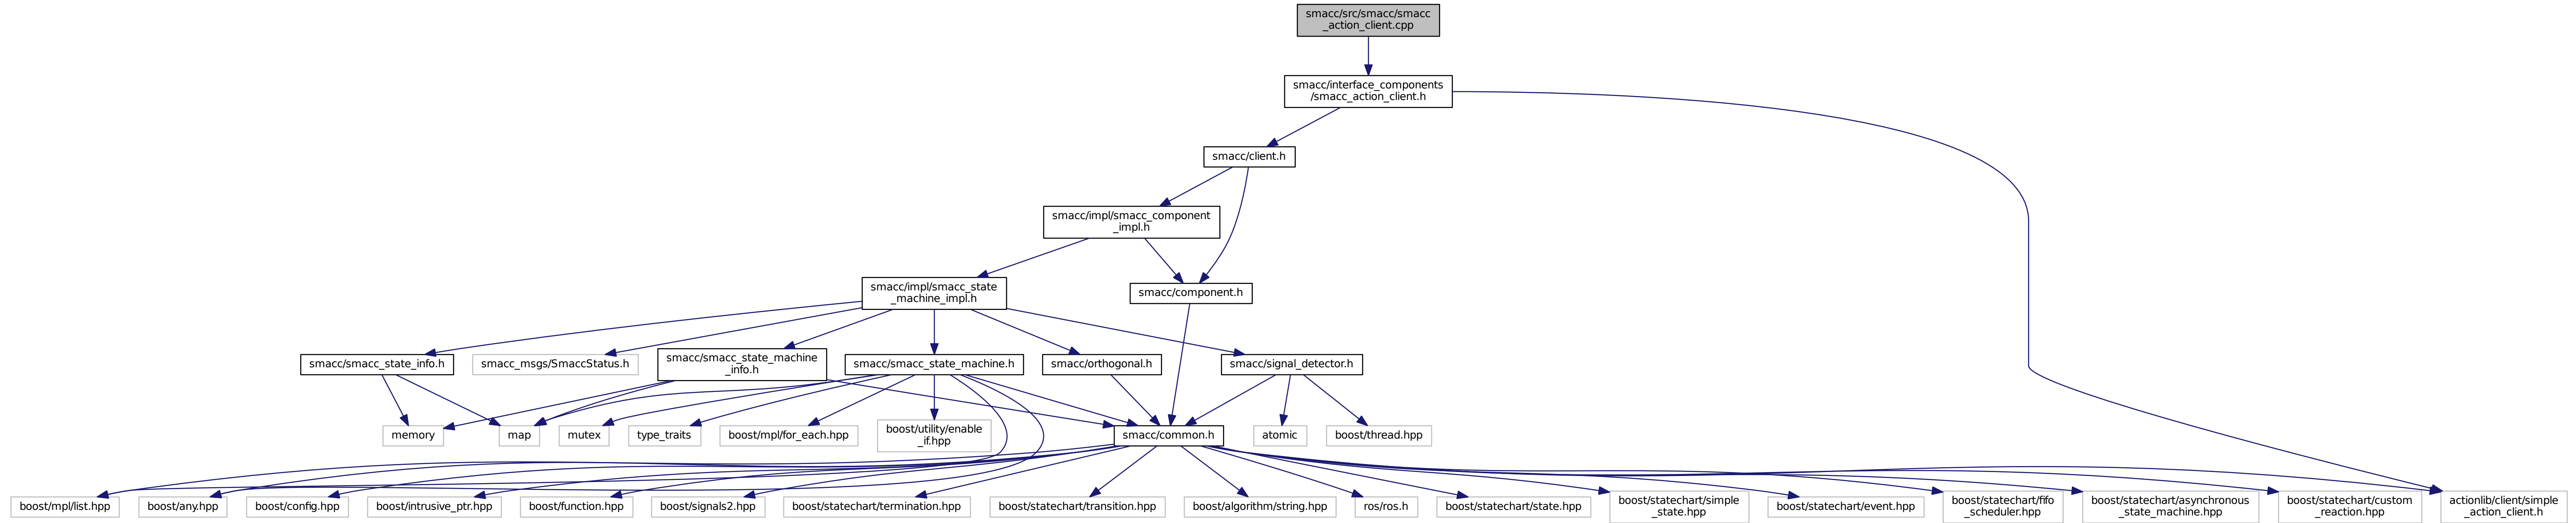 smacc/src/smacc/smacc
_action_client.cpp
smacc/interface_components
/smacc_action_client.h
smacc/client.h
smacc/impl/smacc_component
_impl.h
smacc/impl/smacc_state
_machine_impl.h
smacc/component.h
smacc/smacc_state_info.h
smacc_msgs/SmaccStatus.h
smacc/smacc_state_machine
_info.h
smacc/smacc_state_machine.h
smacc/orthogonal.h
smacc/signal_detector.h
memory
map
mutex
type_traits
boost/mpl/for_each.hpp
boost/utility/enable
_if.hpp
smacc/common.h
atomic
boost/thread.hpp
boost/mpl/list.hpp
boost/any.hpp
boost/config.hpp
boost/intrusive_ptr.hpp
boost/function.hpp
boost/signals2.hpp
boost/statechart/termination.hpp
boost/statechart/transition.hpp
boost/algorithm/string.hpp
ros/ros.h
boost/statechart/state.hpp
boost/statechart/simple
_state.hpp
boost/statechart/event.hpp
boost/statechart/fifo
_scheduler.hpp
boost/statechart/asynchronous
_state_machine.hpp
boost/statechart/custom
_reaction.hpp
actionlib/client/simple
_action_client.h